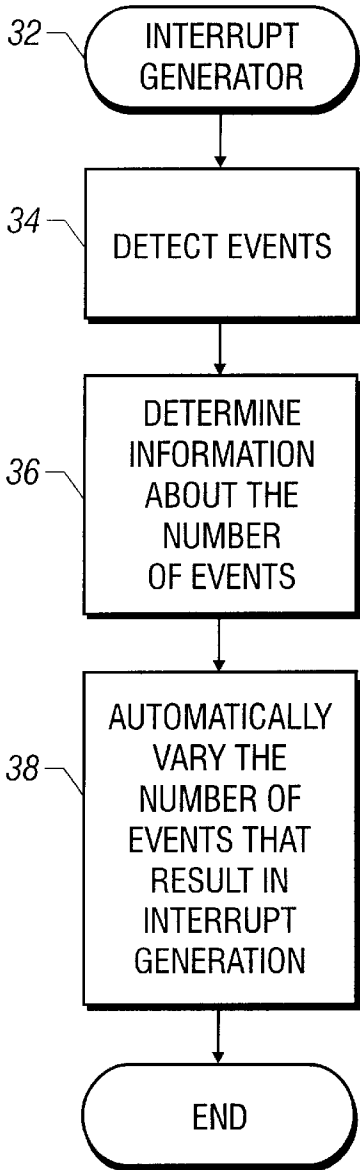 32
INTERRUPT
GENERATOR
34
DETECT EVENTS
36
DETERMINE
INFORMATION
ABOUT THE
NUMBER
OF EVENTS
38
AUTOMATICALLY
VARY THE
NUMBER OF
EVENTS THAT
RESULT IN
INTERRUPT
GENERATION
END